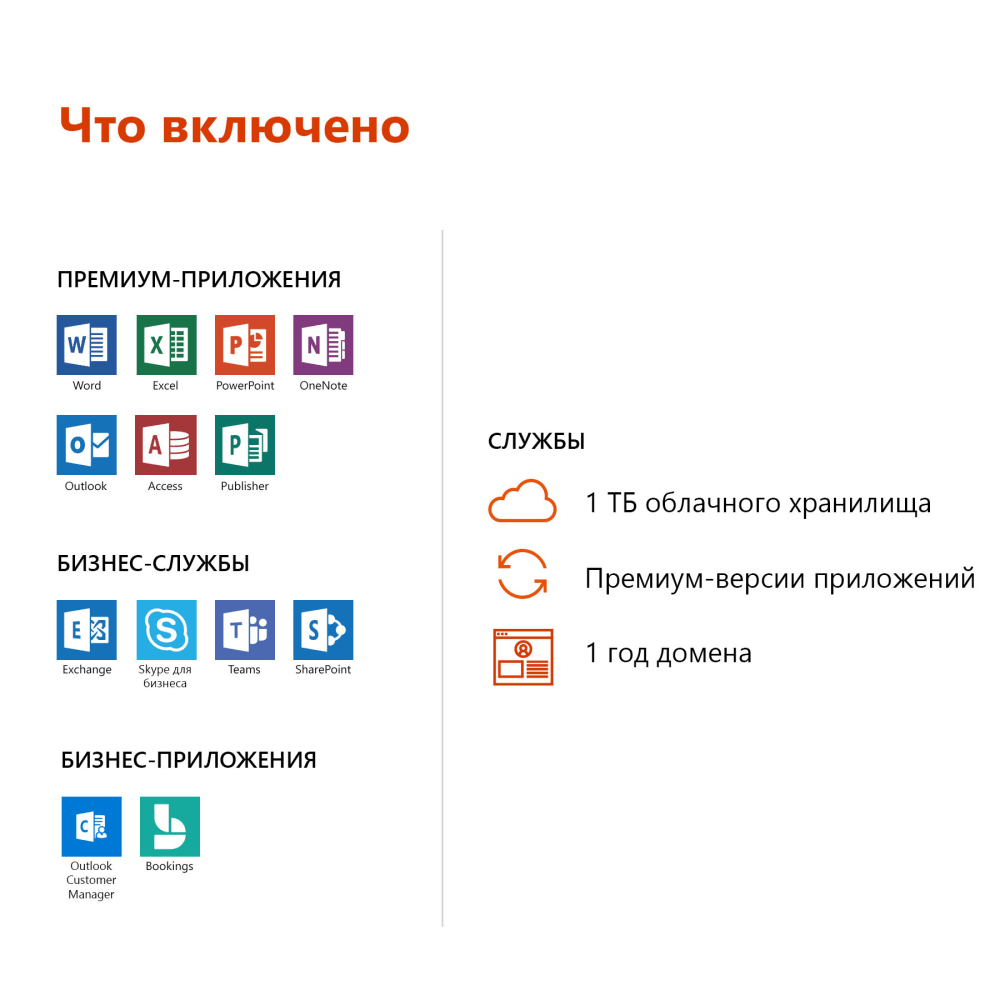 Что включено
ПРЕМИУМ-ПРИЛОЖЕНИЯ
W
X
P
N
Word
Excel
PowerPoint
OneNote
O
A
P
Outlook
Access
Publisher
БИЗНЕС-СЛУЖБЫ
E
S
T
S
Exchange
Skype для
бизнеса
Teams
SharePoint
БИЗНЕС-ПРИЛОЖЕНИЯ
C
Outlook
Customer
Manager
Bookings
СЛУЖБЫ
1 ТБ облачного хранилища
Премиум-версии приложений
1 год домена